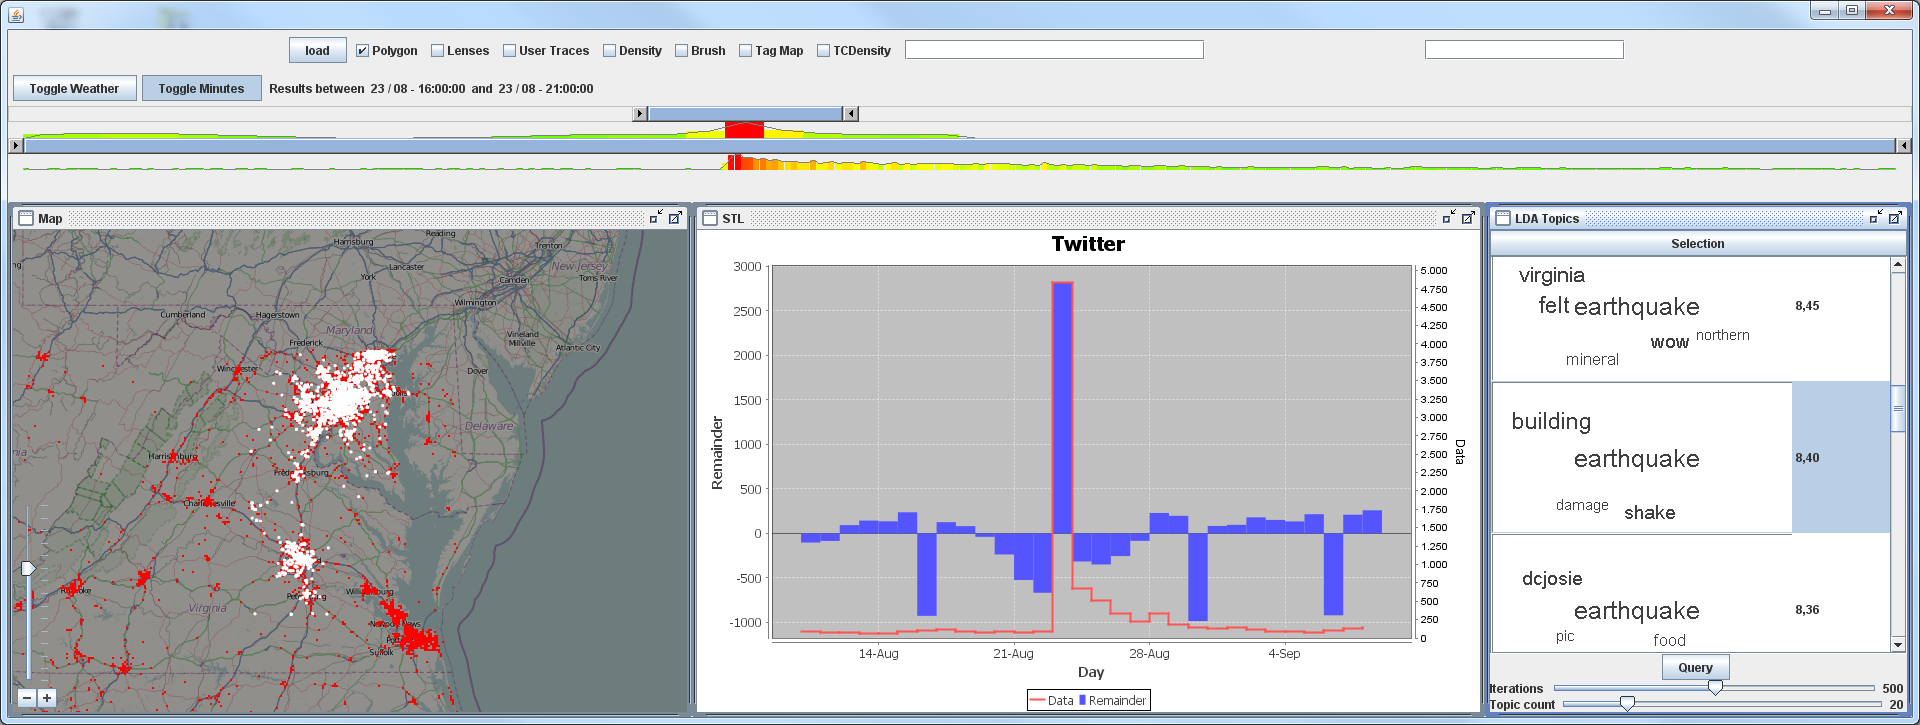 load Polygon Lenses User Traces Density Brush Tag Map TCDensity
Toggle Weather Toggle Minutes Results between 23 / 08 - 16:00:00 and 23 / 08 - 21:00:00
Map
Harrisburg
Reading
Trenton
Lancaster
New Jersey
York
Camden
Toms River
Wilmington
Cumberland
Hagerstown
Maryland
Vineland
Millville
Frederick
Atlantic City
Winchester
Dover
Delaware
Virginia
Suffolk
STL
Twitter
3000
2500
2000
1500
1000
500
0
-500
-1000
Remainder
5.000
4.750
4.500
4.250
4.000
3.750
3.500
3.250
3.000
2.750
2.500
2.250
2.000
1.750
1.500
1.250
1.000
750
500
250
0
Data
14-Aug 21-Aug 28-Aug 4-Sep
Day
Data Remainder
LDA Topics
Selection
virginia
felt earthquake 8,45
wow northern
mineral
building
earthquake 8,40
damage shake
dcjosie
earthquake 8,36
pic food
Query
Iterations 500
Topic count 20